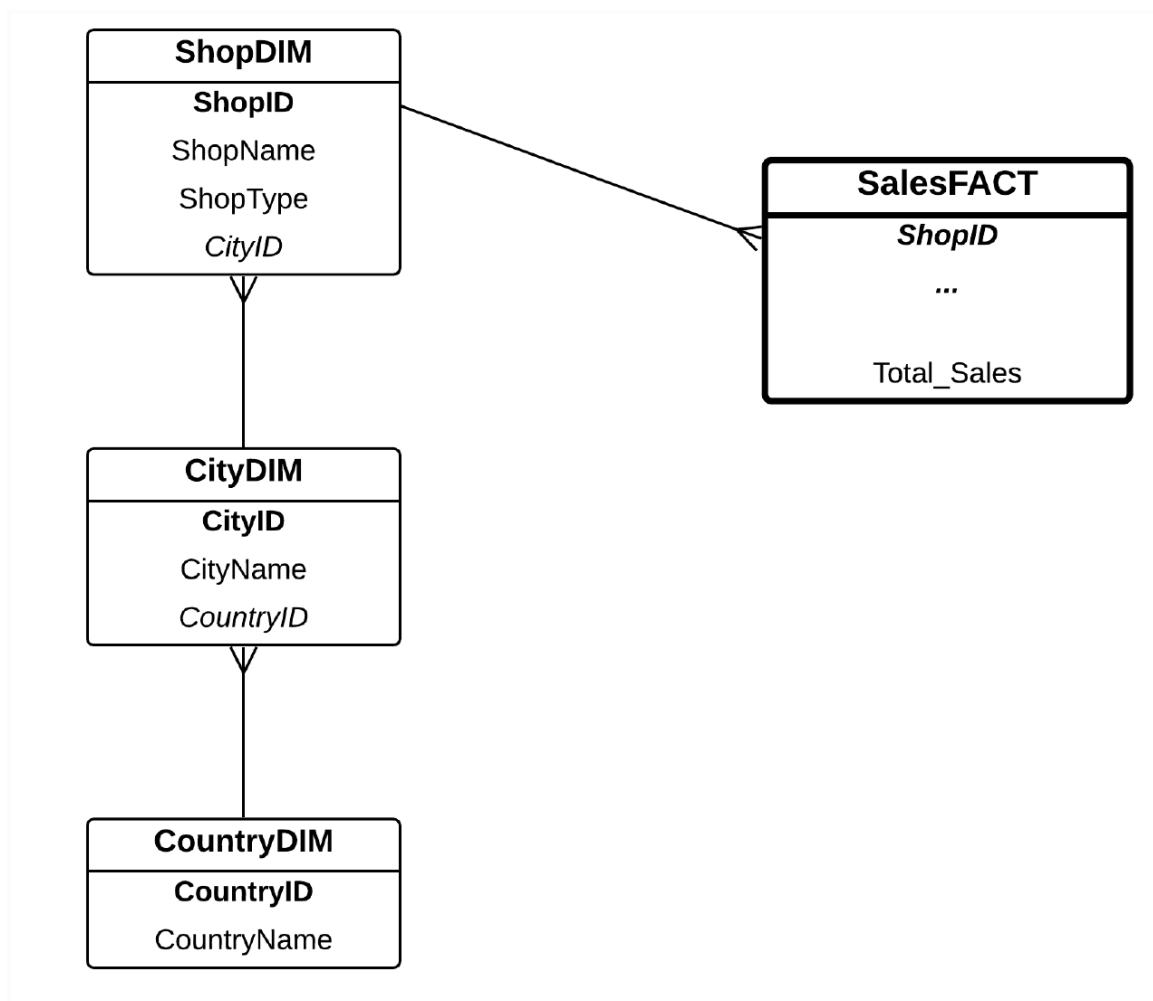 ShopDIM
ShopID
ShopName
ShopType
CityID
SalesFACT
ShopID
...
Total_Sales
CityDIM
CityID
CityName
CountryID
CountryDIM
CountryID
CountryName